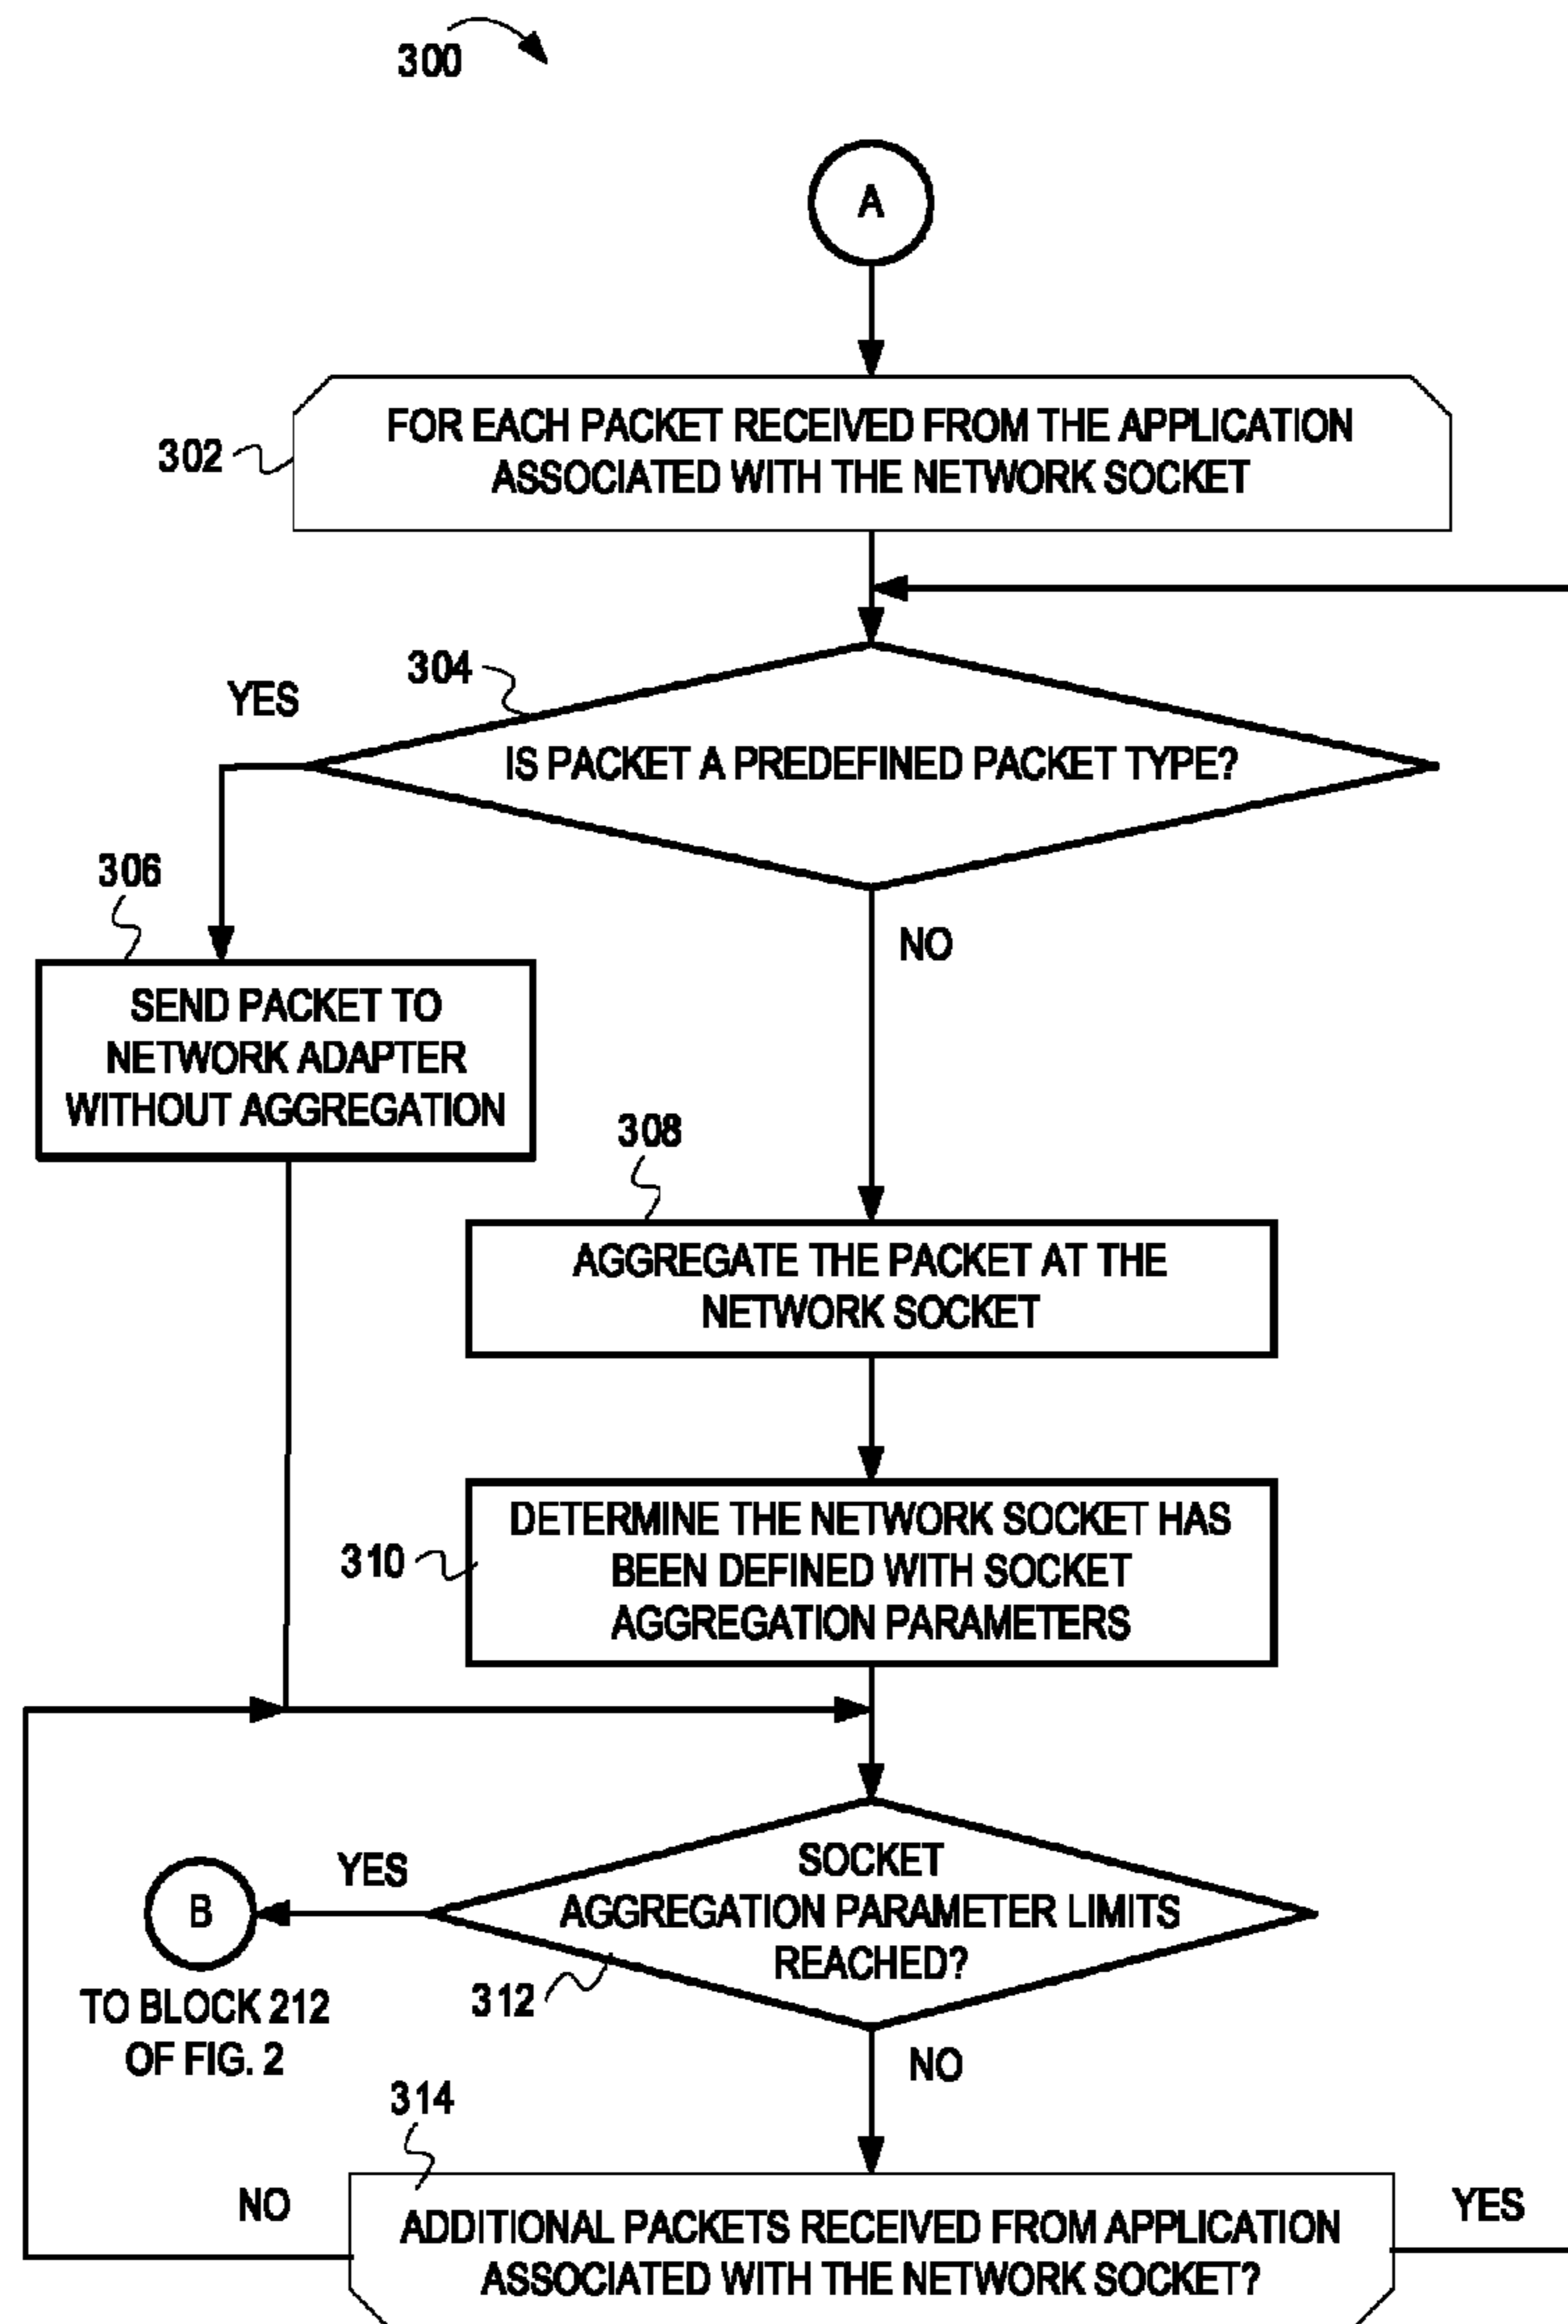 300
A
302
FOR EACH PACKET RECEIVED FROM THE APPLICATION
ASSOCIATED WITH THE NETWORK SOCKET
304
YES
IS PACKET A PREDEFINED PACKET TYPE?
306
NO
SEND PACKET TO
NETWORK ADAPTER
WITHOUT AGGREGATION
308
AGGREGATE THE PACKET AT THE
NETWORK SOCKET
310
DETERMINE THE NETWORK SOCKET HAS
BEEN DEFINED WITH SOCKET
AGGREGATION PARAMETERS
YES
B
SOCKET
AGGREGATION PARAMETER LIMITS
REACHED?
312
TO BLOCK 212
OF FIG. 2
NO
314
NO
YES
ADDITIONAL PACKETS RECEIVED FROM APPLICATION
ASSOCIATED WITH THE NETWORK SOCKET?